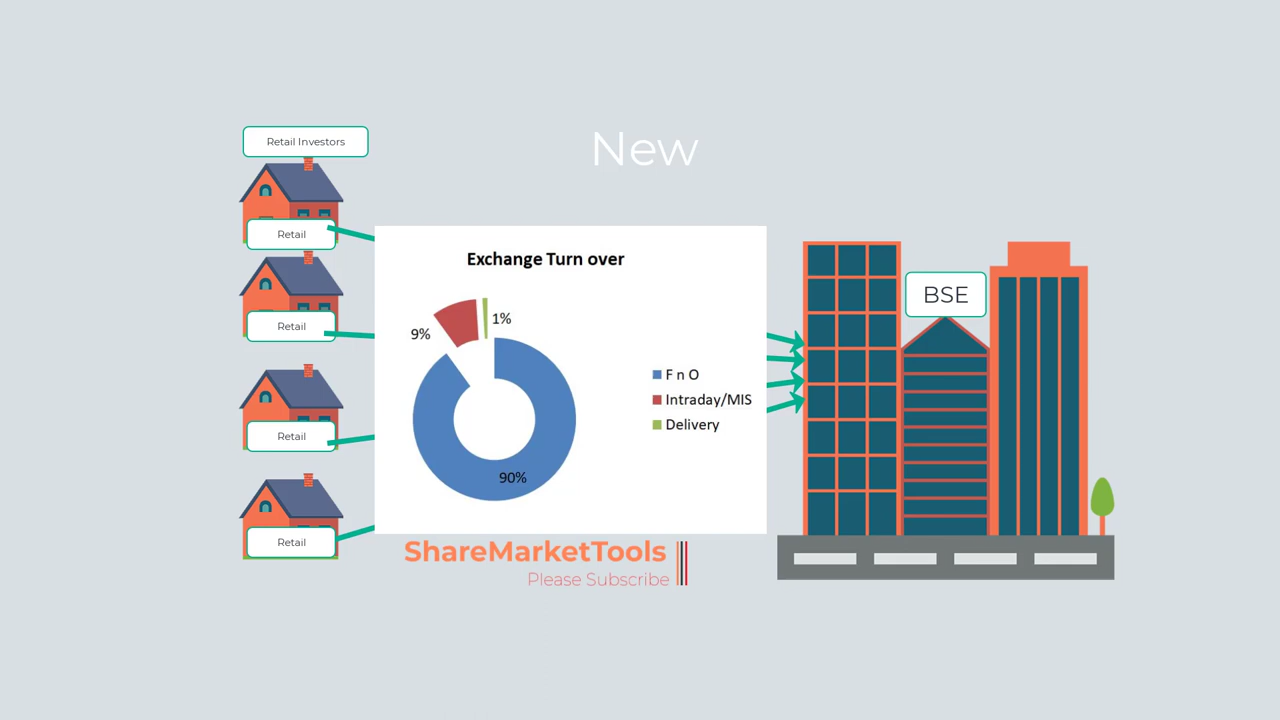 Retail Investors
New
Retail
Retail
Retail
Retail
Exchange Turn over
9%
1%
90%
F n O
Intraday/MIS
Delivery
BSE
ShareMarketTools
Please Subscribe